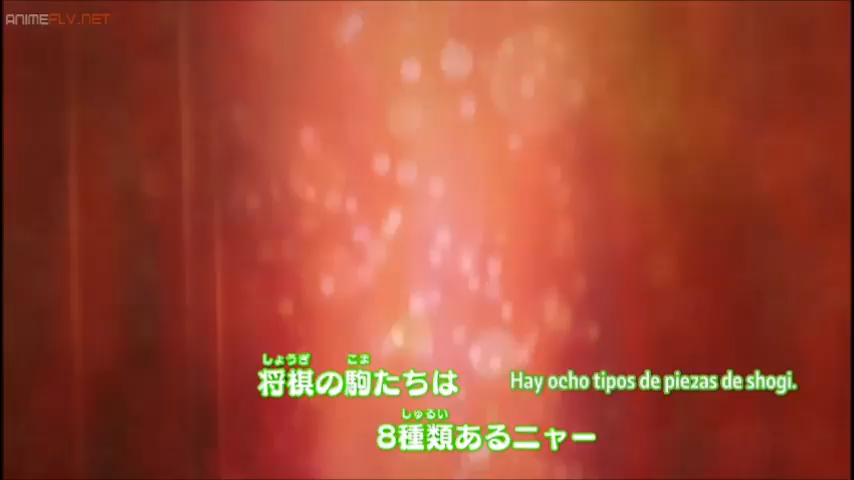 ANIMEFLV.NET
しょうぎ こま
将棋の駒たちは
Hay ocho tipos de piezas de shogi.
しゅるい
8種類あるニャー